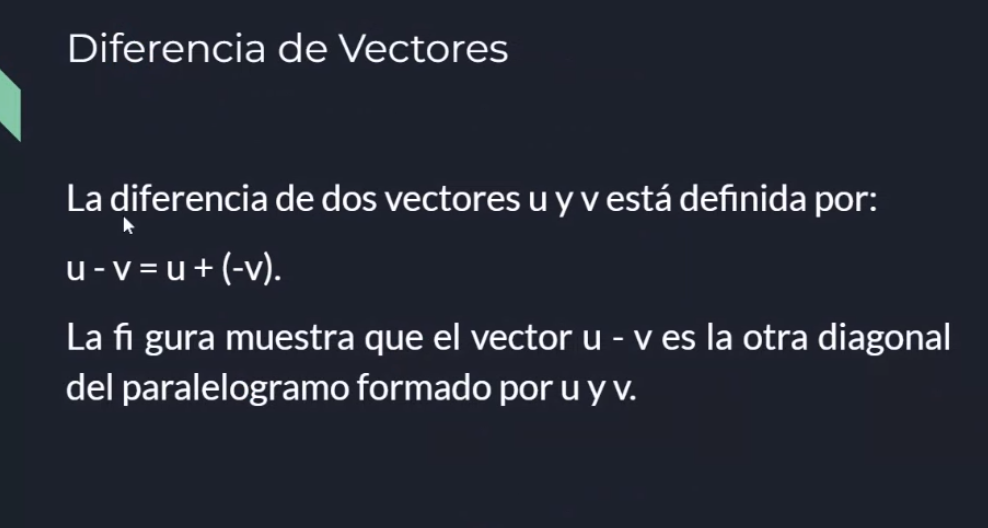 Diferencia de Vectores
La diferencia de dos vectores u y v está definida por:
u - v = u + (-v).
La fi gura muestra que el vector u - v es la otra diagonal
del paralelogramo formado por u y v.